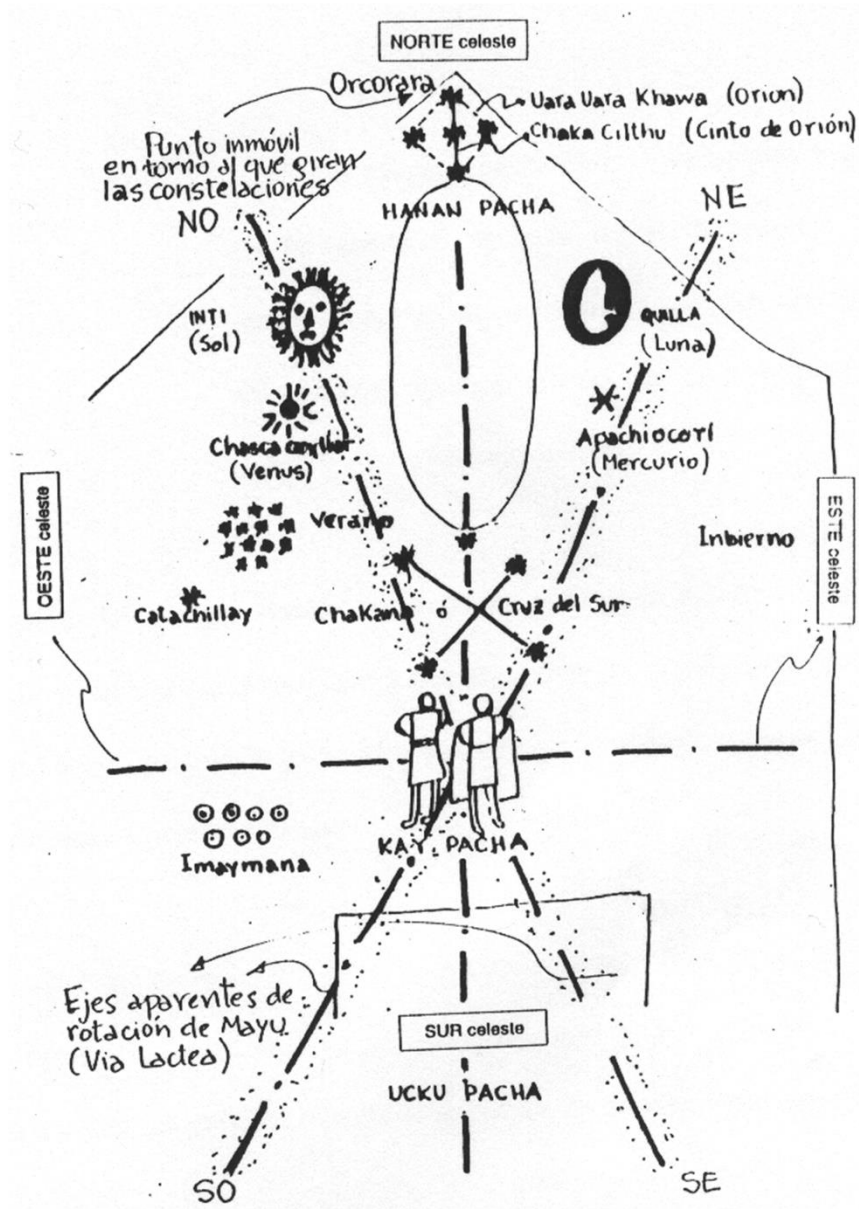 NORTE celeste
Orcorara
Uara Uara Khawa (Orion)
Chaka Cilthu (Cinto de Orión)
Punto inmóvil
en torno al que giran
las constelaciones
NO
HANAN PACHA
NE
INTI
(Sol)
QUILLA
(Luna)
Chasca
(Venus)
Apachiocori
(Mercurio)
OESTE celeste
Verano
Inbierno
ESTE celeste
Catachillay
Chakana ó Cruz del Sur
Imaymana
KAY PACHA
Ejes aparentes de
rotación de Mayu
(Via Lactea)
SUR celeste
UCKU PACHA
SO
SE